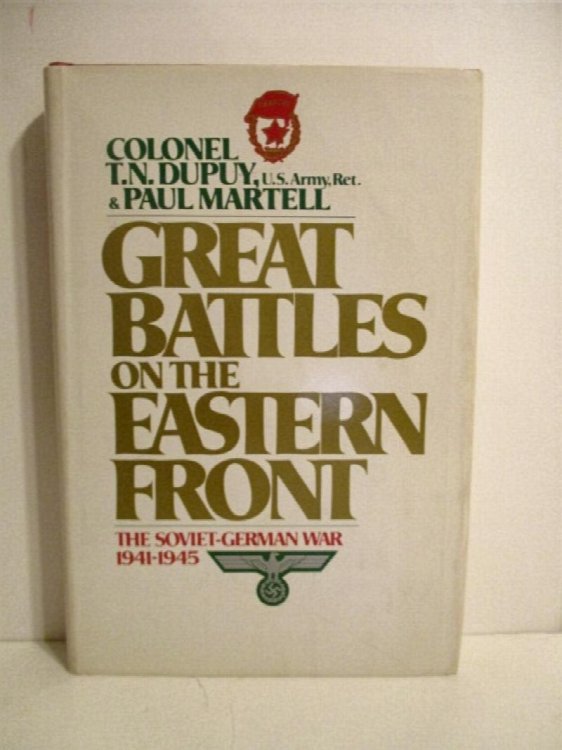 COLONEL
T.N. DUPUY, U.S. Army, Ret.
& PAUL MARTELL
GREAT
BATTLES
ON THE
EASTERN
FRONT
THE SOVIET-GERMAN WAR
1941-1945